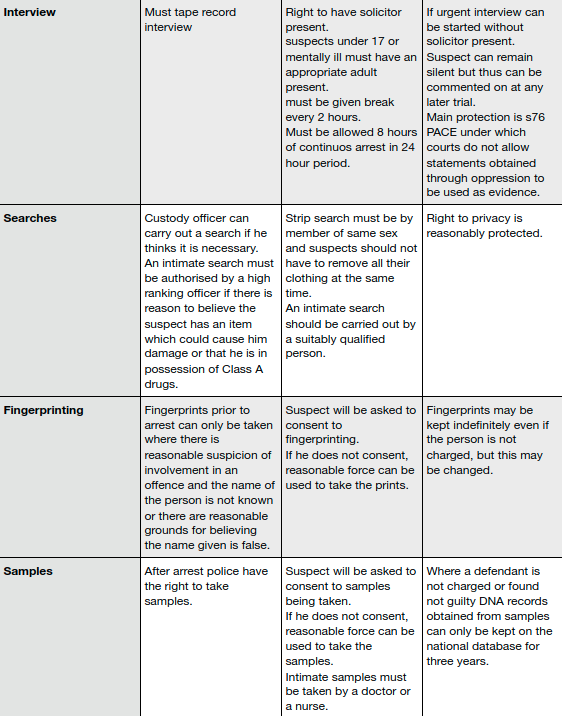 Interview
Must tape record
interview
Right to have solicitor
present.
suspects under 17 or
mentally ill must have an
appropriate adult
present.
must be given break
every 2 hours.
Must be allowed 8 hours
of continuos arrest in 24
hour period.
If urgent interview can
be started without
solicitor present.
Suspect can remain
silent but thus can be
commented on at any
later trial.
Main protection is s76
PACE under which
courts do not allow
statements obtained
through oppression to
be used as evidence.
Searches
Custody officer can
carry out a search if he
thinks it is necessary.
An intimate search must
be authorised by a high
ranking officer if there is
reason to believe the
suspect has an item
which could cause him
damage or that he is in
possession of Class A
drugs.
Strip search must be by
member of same sex
and suspects should not
have to remove all their
clothing at the same
time.
An intimate search
should be carried out by
a suitably qualified
person.
Right to privacy is
reasonably protected.
Fingerprinting
Fingerprints prior to
arrest can only be taken
where there is
reasonable suspicion of
involvement in an
offence and the name of
the person is not known
or there are reasonable
grounds for believing
the name given is false.
Suspect will be asked to
consent to
fingerprinting.
If he does not consent,
reasonable force can be
used to take the prints.
Fingerprints may be
kept indefinitely even if
the person is not
charged, but this may
be changed.
Samples
After arrest police have
the right to take
samples.
Suspect will be asked to
consent to samples
being taken.
If he does not consent,
reasonable force can be
used to take the
samples.
Intimate samples must
be taken by a doctor or
a nurse.
Where a defendant is
not charged or found
not guilty DNA records
obtained from samples
can only be kept on the
national database for
three years.